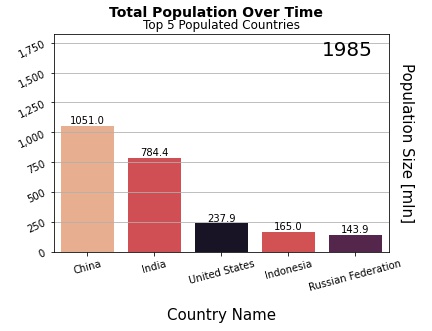 Total Population Over Time
Top 5 Populated Countries
1985
1,750
1,500
1,250
1,000
750
500
250
0
1051.0
784.4
237.9
165.0
143.9
China
India
United States
Indonesia
Russian Federation
Country Name
Population Size [mln]